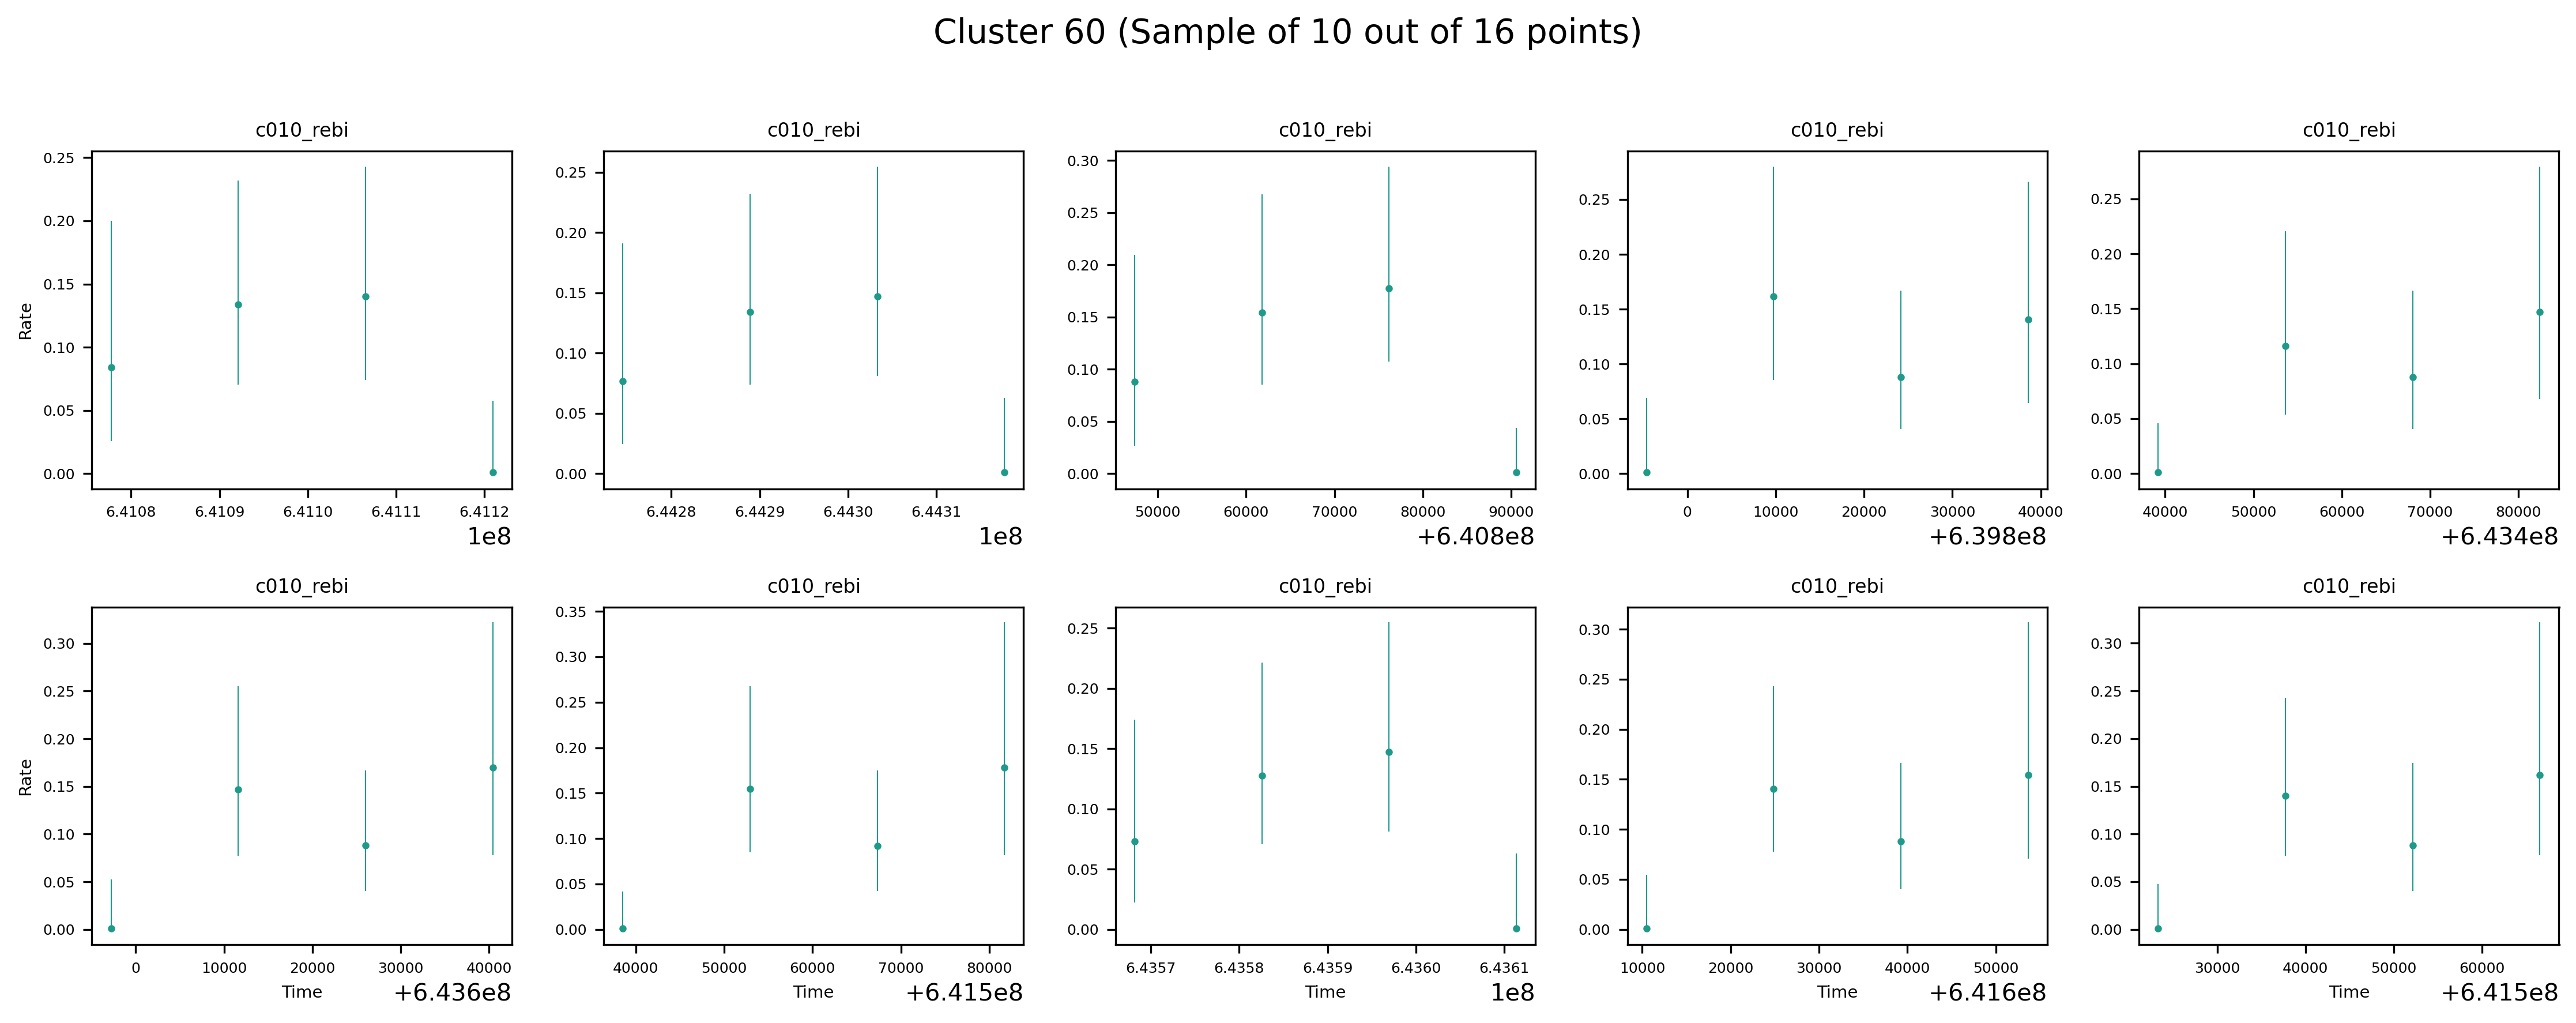 Cluster 60 (Sample of 10 out of 16 points)
c010_rebi c010_rebi c010_rebi c010_rebi c010_rebi
Rate
0.25 0.20 0.15 0.10 0.05 0.00
6.4108 6.4109 6.4110 6.4111 6.4112
1e8
0.25 0.20 0.15 0.10 0.05 0.00
6.4428 6.4429 6.4430 6.4431
1e8
0.30 0.25 0.20 0.15 0.10 0.05 0.00
50000 60000 70000 80000 90000
+6.408e8
0.25 0.20 0.15 0.10 0.05 0.00
0 10000 20000 30000 40000
+6.398e8
0.25 0.20 0.15 0.10 0.05 0.00
40000 50000 60000 70000 80000
+6.434e8
c010_rebi c010_rebi c010_rebi c010_rebi c010_rebi
Rate
0.30 0.25 0.20 0.15 0.10 0.05 0.00
0 10000 20000 30000 40000
Time +6.436e8
0.35 0.30 0.25 0.20 0.15 0.10 0.05 0.00
40000 50000 60000 70000 80000
Time +6.415e8
0.25 0.20 0.15 0.10 0.05 0.00
6.4357 6.4358 6.4359 6.4360 6.4361
Time 1e8
0.30 0.25 0.20 0.15 0.10 0.05 0.00
10000 20000 30000 40000 50000
Time +6.416e8
0.30 0.25 0.20 0.15 0.10 0.05 0.00
30000 40000 50000 60000
Time +6.415e8